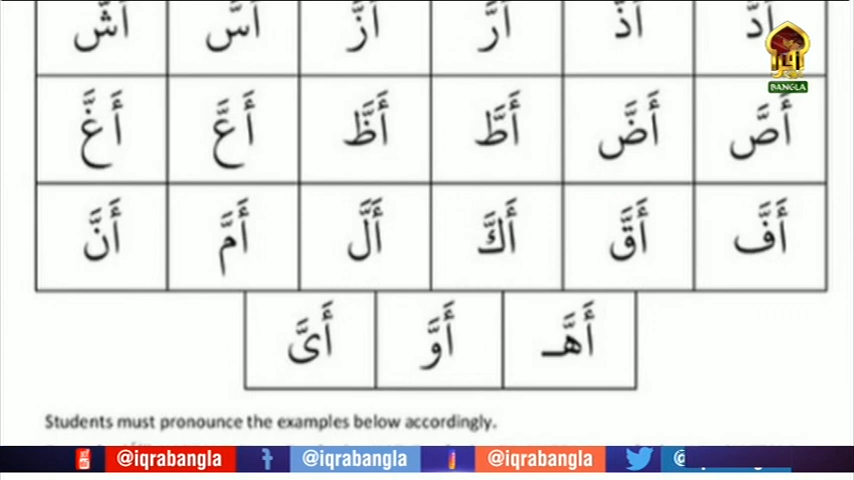 أَدَّ أَذَّ أَرَّ أَزَّ أَسَّ أَشَّ
أَصَّ أَضَّ أَطَّ أَظَّ أَعَّ أَغَّ
أَفَّ أَقَّ أَكَّ أَلَّ أَمَّ أَنَّ
أَهَّـ أَوَّ أَىَّ
Students must pronounce the examples below accordingly.
BANGLA
@iqrabangla @iqrabangla @iqrabangla @